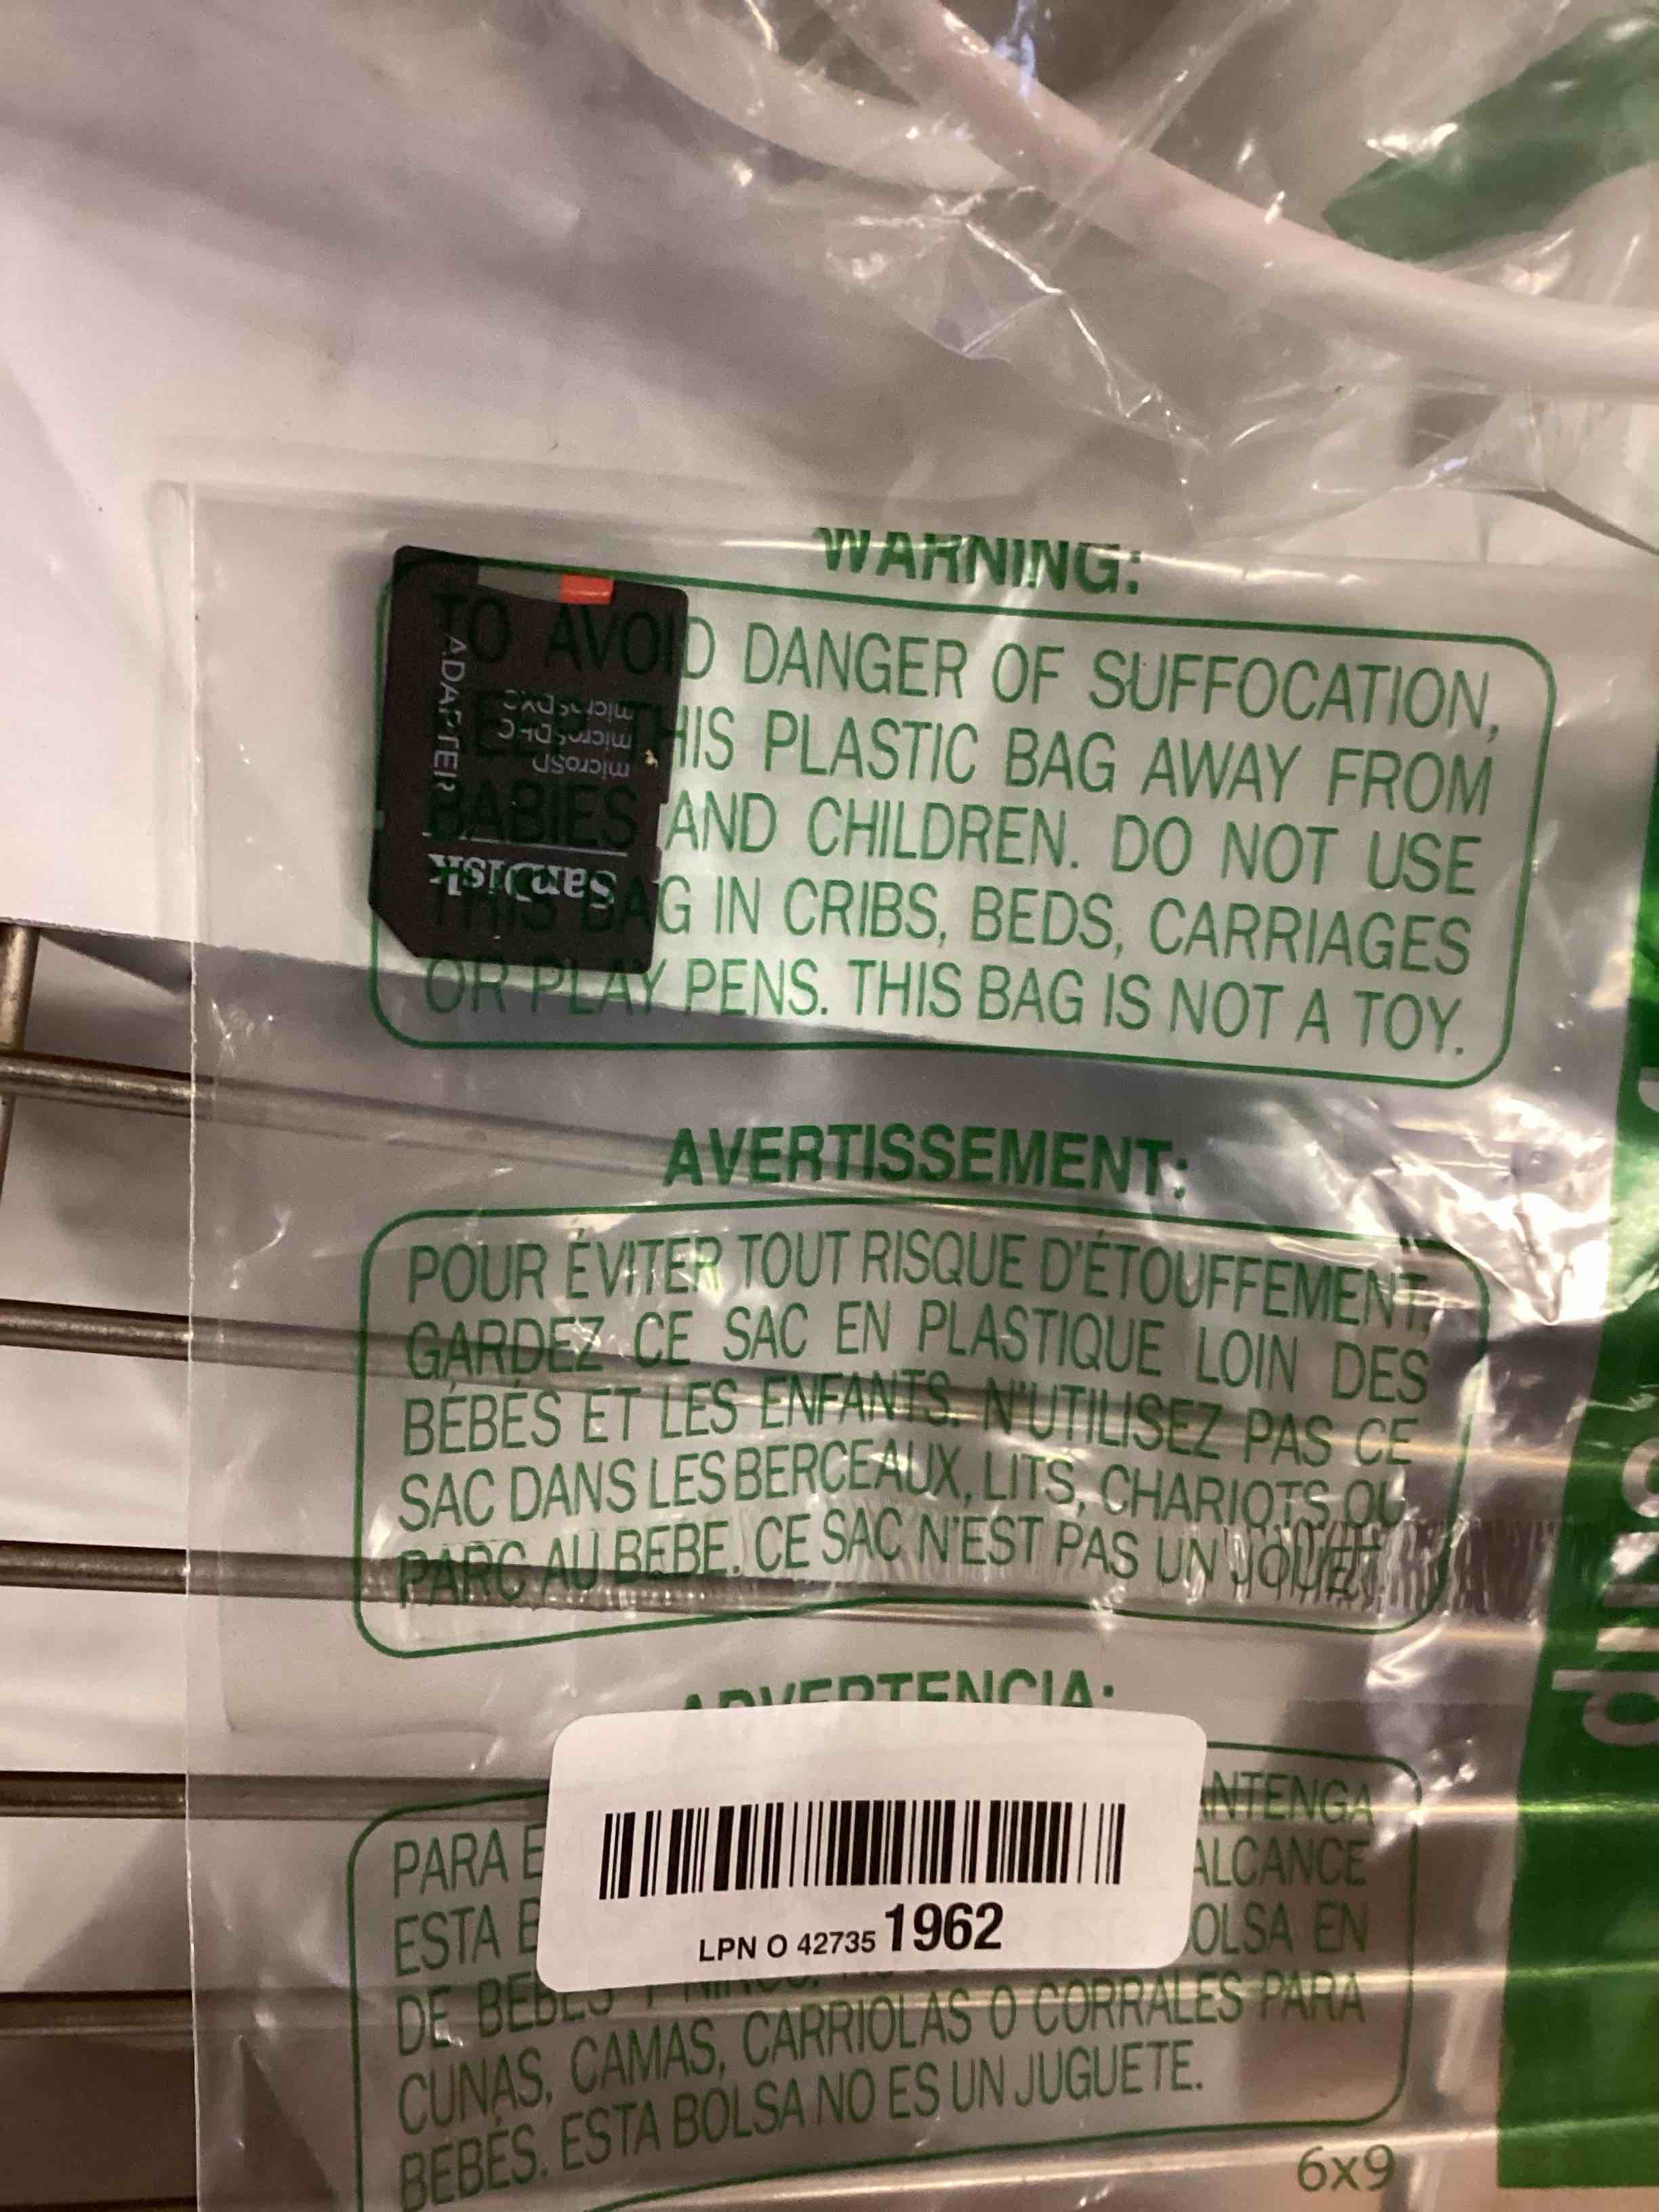 WARNING:
TO AVOID DANGER OF SUFFOCATION,
THIS PLASTIC BAG AWAY FROM
BABIES AND CHILDREN. DO NOT USE
THIS BAG IN CRIBS, BEDS, CARRIAGES
OR PLAY PENS. THIS BAG IS NOT A TOY.
SanDisk
ADAPTER
microSD
microSDHC
microSDXC
AVERTISSEMENT:
POUR ÉVITER TOUT RISQUE D'ÉTOUFFEMENT,
GARDEZ CE SAC EN PLASTIQUE LOIN DES
BÉBÉS ET LES ENFANTS. N'UTILISEZ PAS CE
SAC DANS LES BERCEAUX, LITS, CHARIOTS OU
PARC AU BEBE. CE SAC N'EST PAS UN JOUET.
ADVERTENCIA:
PARA E
ANTENGA
ESTA B
ALCANCE
DE BEBES Y NIÑOS.
OLSA EN
CUNAS, CAMAS, CARRIOLAS O CORRALES PARA
BEBÉS. ESTA BOLSA NO ES UN JUGUETE.
LPN O 42735 1962
6x9